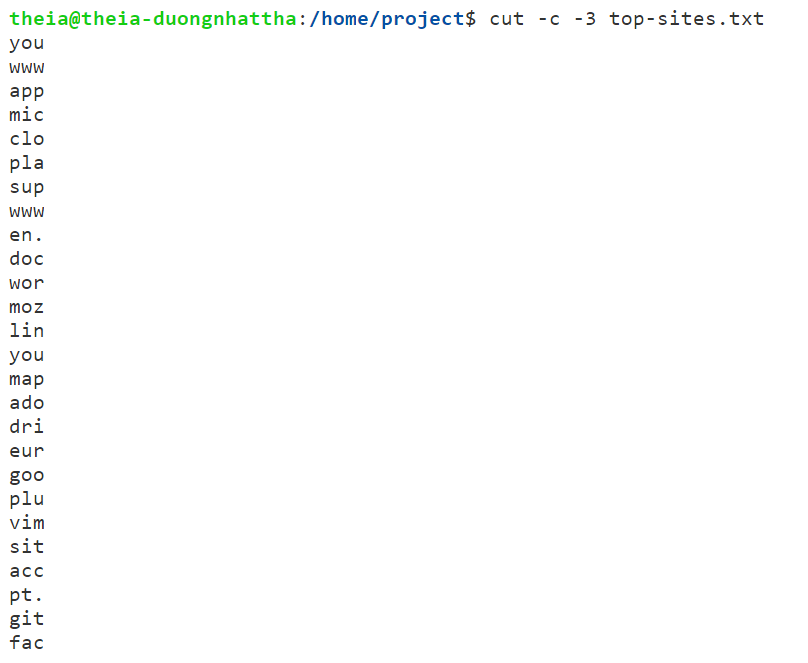 theia@theia-duongnhattha:/home/project$ cut -c -3 top-sites.txt
you
www
app
mic
clo
pla
sup
www
en.
doc
wor
moz
lin
you
map
ado
dri
eur
goo
plu
vim
sit
acc
pt.
git
fac